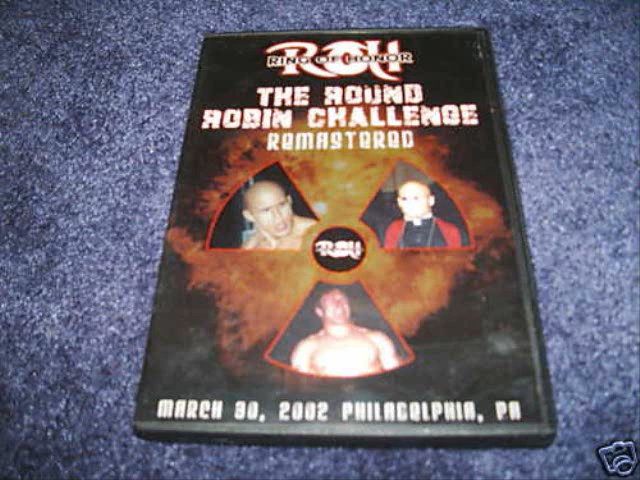 ROH
RING OF HONOR
THE ROUND
ROBIN CHALLENGE
REMASTERED
ROH
MARCH 30, 2002 PHILADELPHIA, PA